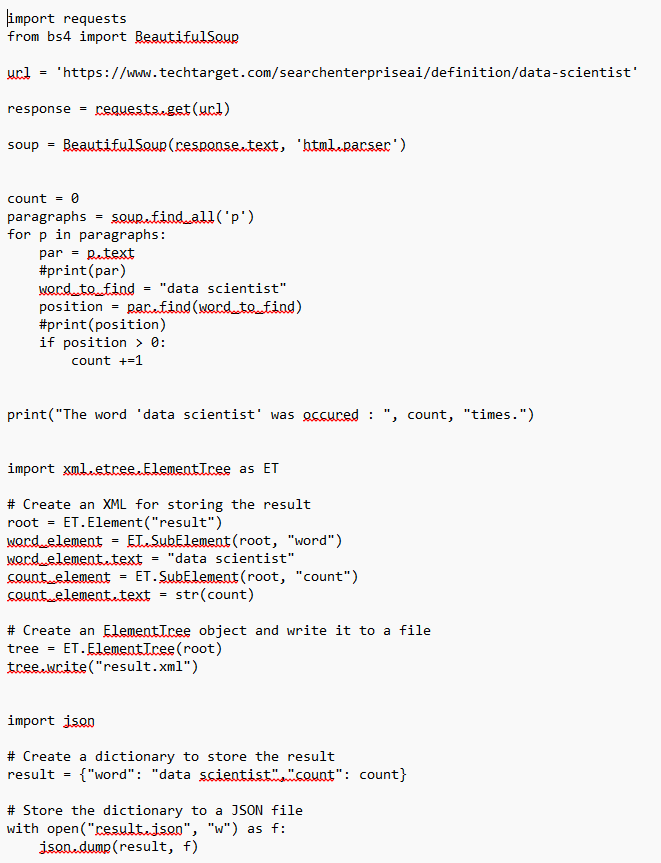 import requests
from bs4 import BeautifulSoup
url = 'https://www.techtarget.com/searchenterpriseai/definition/data-scientist'
response = requests.get(url)
soup = BeautifulSoup(response.text, 'html.parser')
count = 0
paragraphs = soup.find_all('p')
for p in paragraphs:
    par = p.text
    #print(par)
    word_to_find = "data scientist"
    position = par.find(word_to_find)
    #print(position)
    if position > 0:
        count +=1
print("The word 'data scientist' was occured : ", count, "times.")
import xml.etree.ElementTree as ET
# Create an XML for storing the result
root = ET.Element("result")
word_element = ET.SubElement(root, "word")
word_element.text = "data scientist"
count_element = ET.SubElement(root, "count")
count_element.text = str(count)
# Create an ElementTree object and write it to a file
tree = ET.ElementTree(root)
tree.write("result.xml")
import json
# Create a dictionary to store the result
result = {"word": "data scientist","count": count}
# Store the dictionary to a JSON file
with open("result.json", "w") as f:
    json.dump(result, f)